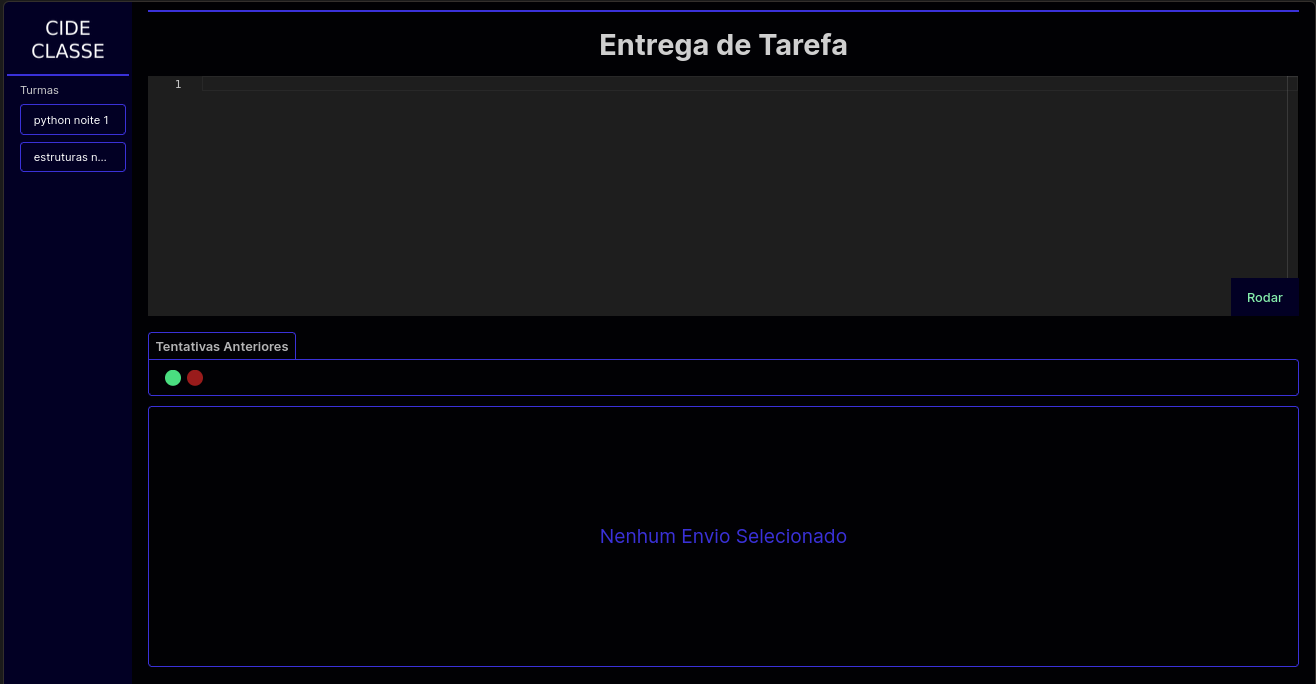 CIDE
CLASSE
Turmas
python noite 1
estruturas n...
Entrega de Tarefa
1
Rodar
Tentativas Anteriores
Nenhum Envio Selecionado